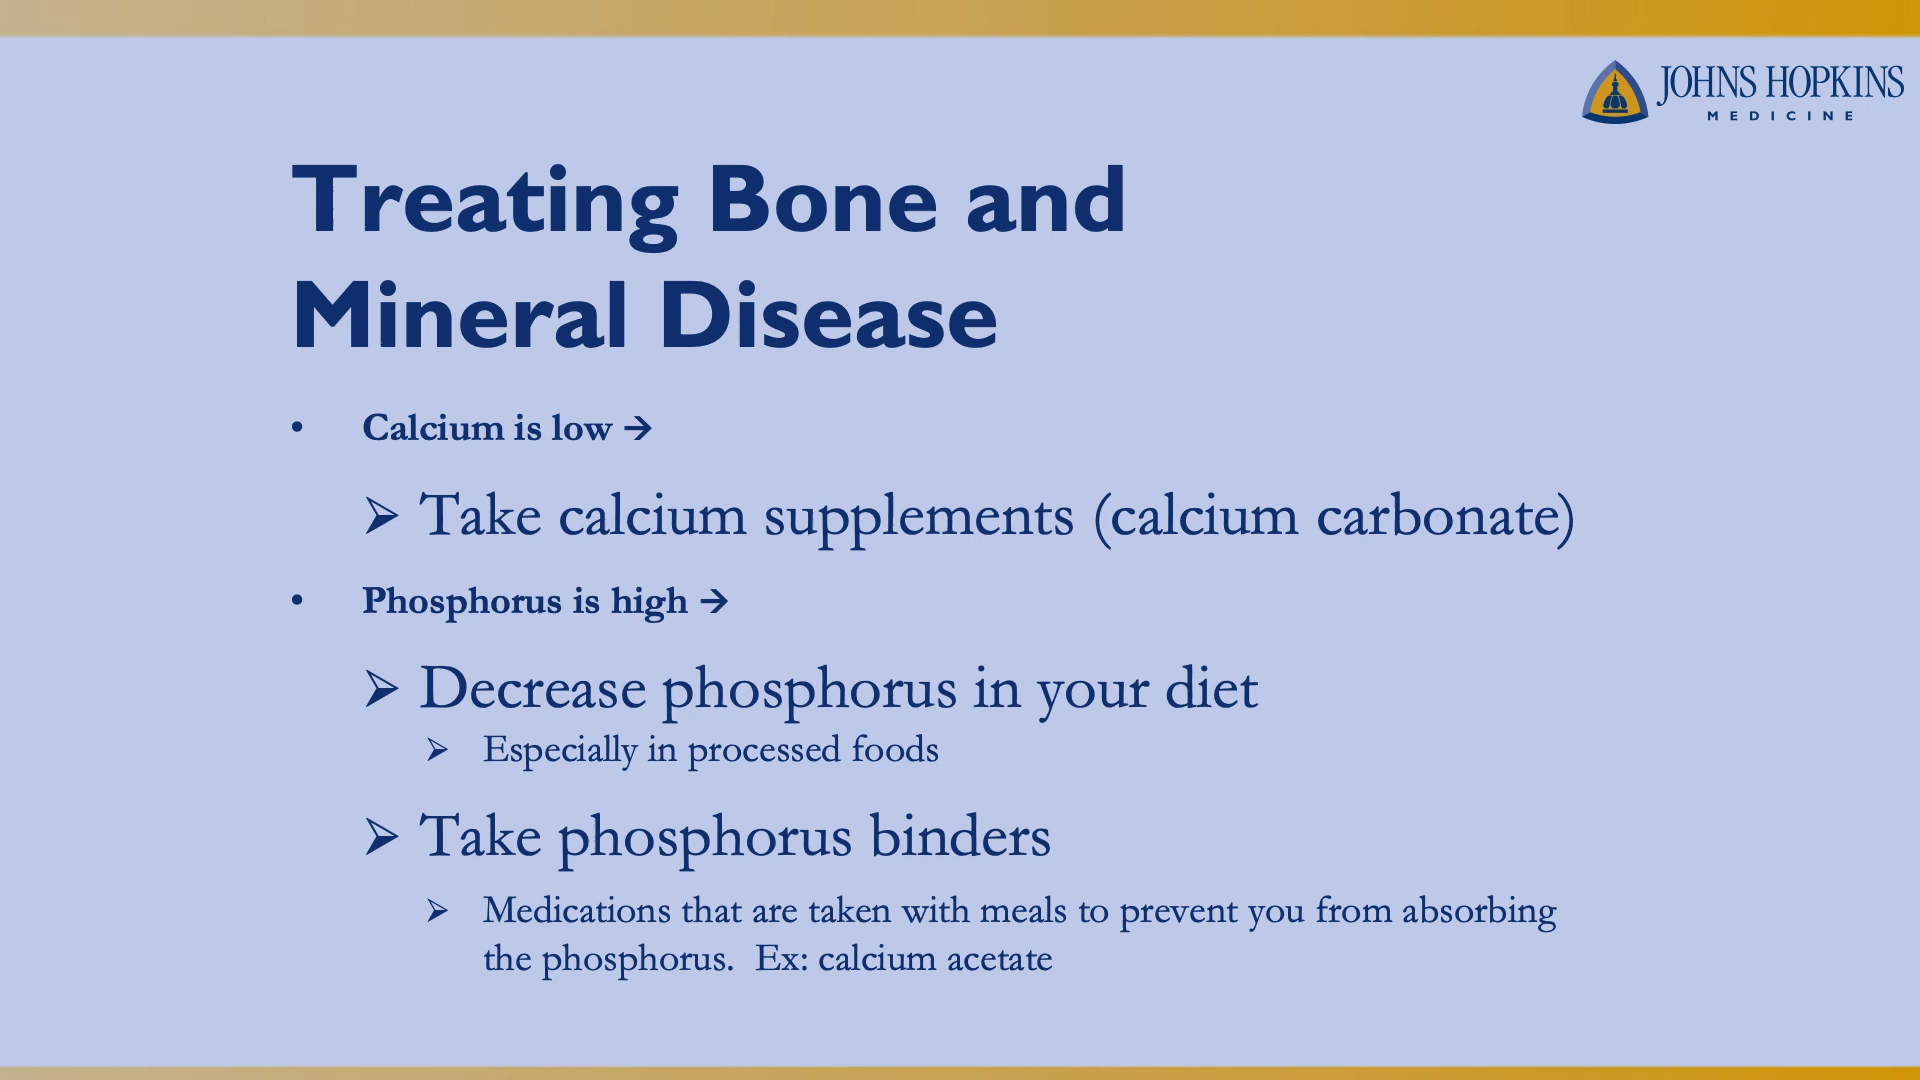 JOHNS HOPKINS
MEDICINE
Treating Bone and
Mineral Disease
• Calcium is low →
➢ Take calcium supplements (calcium carbonate)
• Phosphorus is high →
➢ Decrease phosphorus in your diet
➢ Especially in processed foods
➢ Take phosphorus binders
➢ Medications that are taken with meals to prevent you from absorbing
the phosphorus.  Ex: calcium acetate